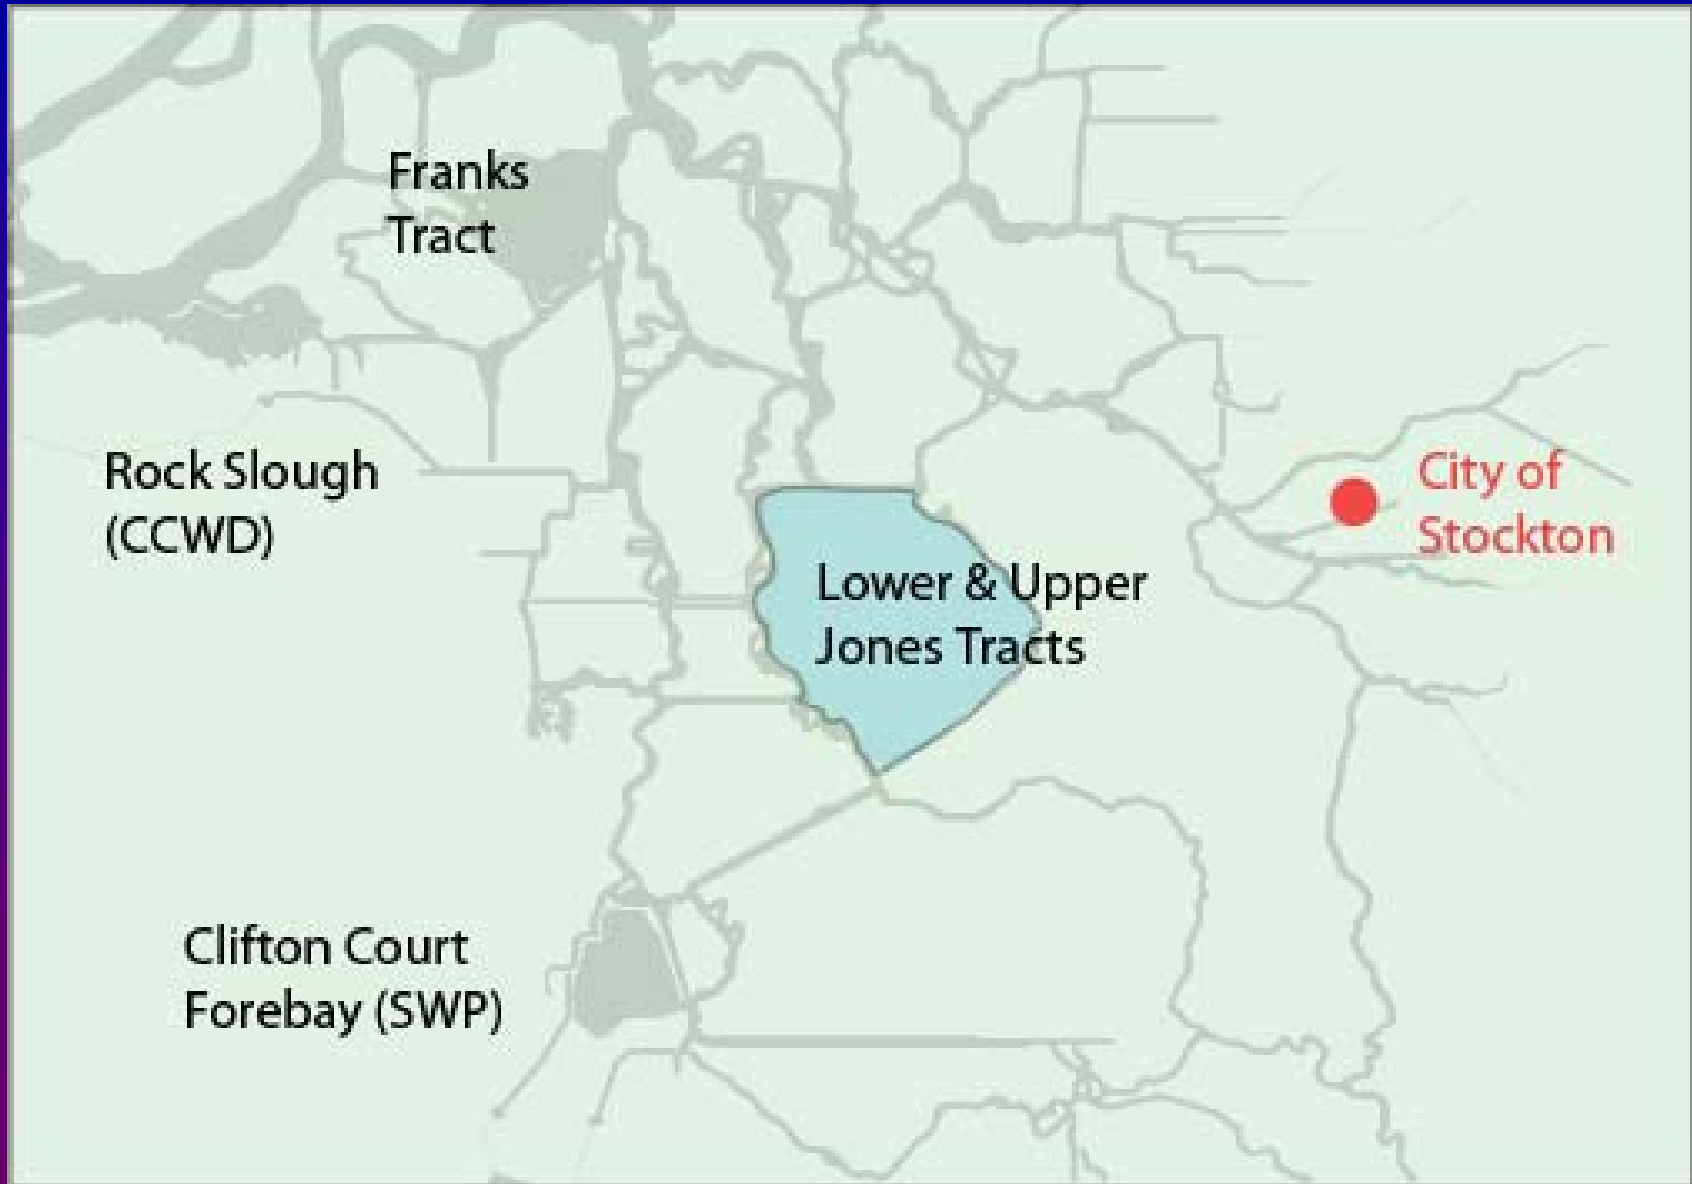 Franks
Tract
Rock Slough
(CCWD)
City of
Stockton
Lower & Upper
Jones Tracts
Clifton Court
Forebay (SWP)